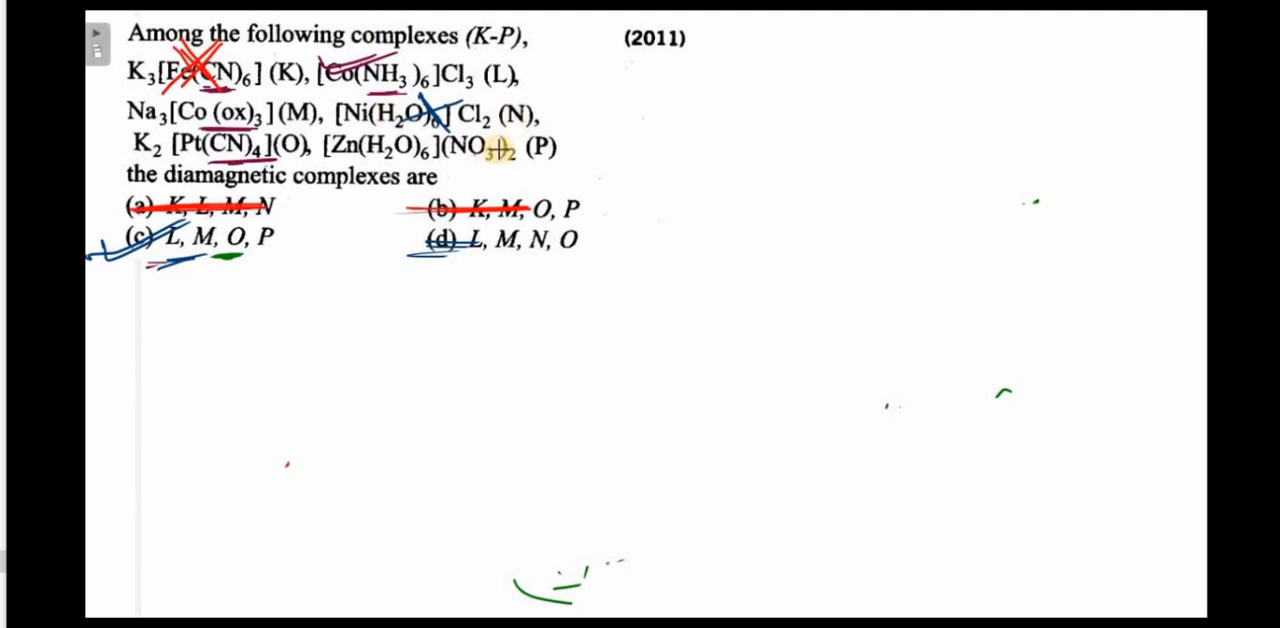 Among the following complexes (K-P), (2011)
K₃[Fe(CN)₆] (K), [Co(NH₃)₆]Cl₃ (L),
Na₃[Co (ox)₃] (M), [Ni(H₂O)₆] Cl₂ (N),
K₂ [Pt(CN)₄](O), [Zn(H₂O)₆](NO₃)₂ (P)
the diamagnetic complexes are
(a) K, L, M, N (b) K, M, O, P
(c) L, M, O, P (d) L, M, N, O